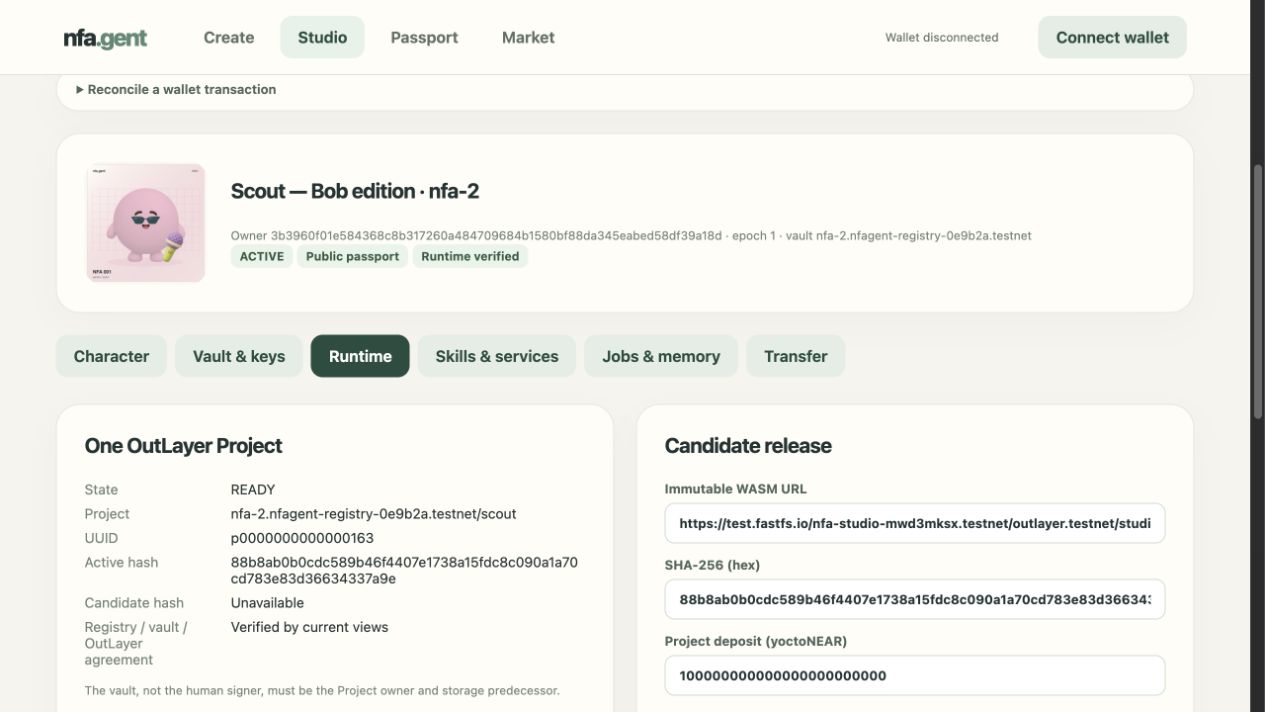 nfa.gent
Create
Studio
Passport
Market
Wallet disconnected
Connect wallet
Reconcile a wallet transaction
Scout — Bob edition · nfa-2
Owner 3b3960f01e584368c8b317260a484709684b1580bf88da345eabed58df39a18d · epoch 1 · vault nfa-2.nfagent-registry-0e9b2a.testnet
ACTIVE
Public passport
Runtime verified
Character
Vault & keys
Runtime
Skills & services
Jobs & memory
Transfer
One OutLayer Project
State
READY
Project
nfa-2.nfagent-registry-0e9b2a.testnet/scout
UUID
p0000000000000163
Active hash
88b8ab0b0cdc589b46f4407e1738a15fdc8c090a1a70
cd783e83d36634337a9e
Candidate hash
Unavailable
Registry / vault /
OutLayer
agreement
Verified by current views
The vault, not the human signer, must be the Project owner and storage predecessor.
Candidate release
Immutable WASM URL
https://test.fastfs.io/nfa-studio-mwd3mksx.testnet/outlayer.testnet/studi
SHA-256 (hex)
88b8ab0b0cdc589b46f4407e1738a15fdc8c090a1a70cd783e83d366343
Project deposit (yoctoNEAR)
100000000000000000000000